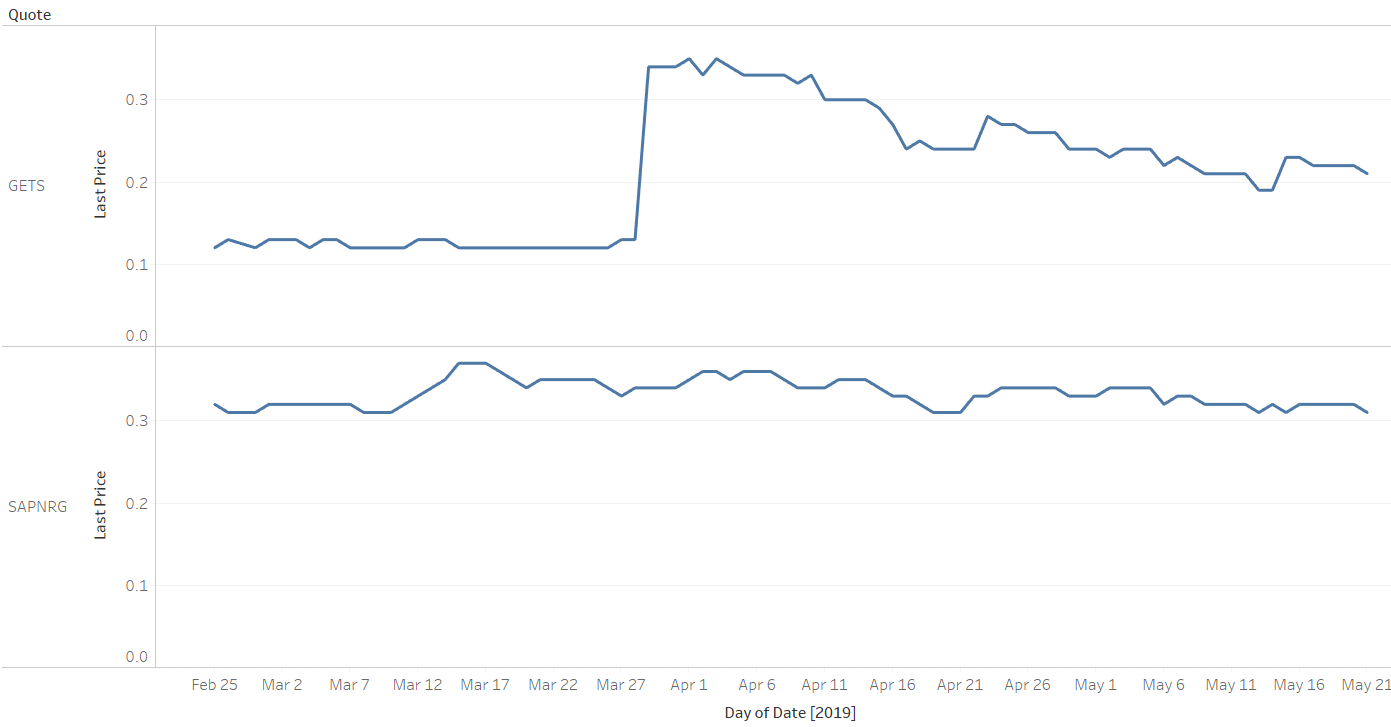 Quote
GETS
Last Price
0.3
0.2
0.1
0.0
SAPNRG
Last Price
0.3
0.2
0.1
0.0
Feb 25 Mar 2 Mar 7 Mar 12 Mar 17 Mar 22 Mar 27 Apr 1 Apr 6 Apr 11 Apr 16 Apr 21 Apr 26 May 1 May 6 May 11 May 16 May 21
Day of Date [2019]